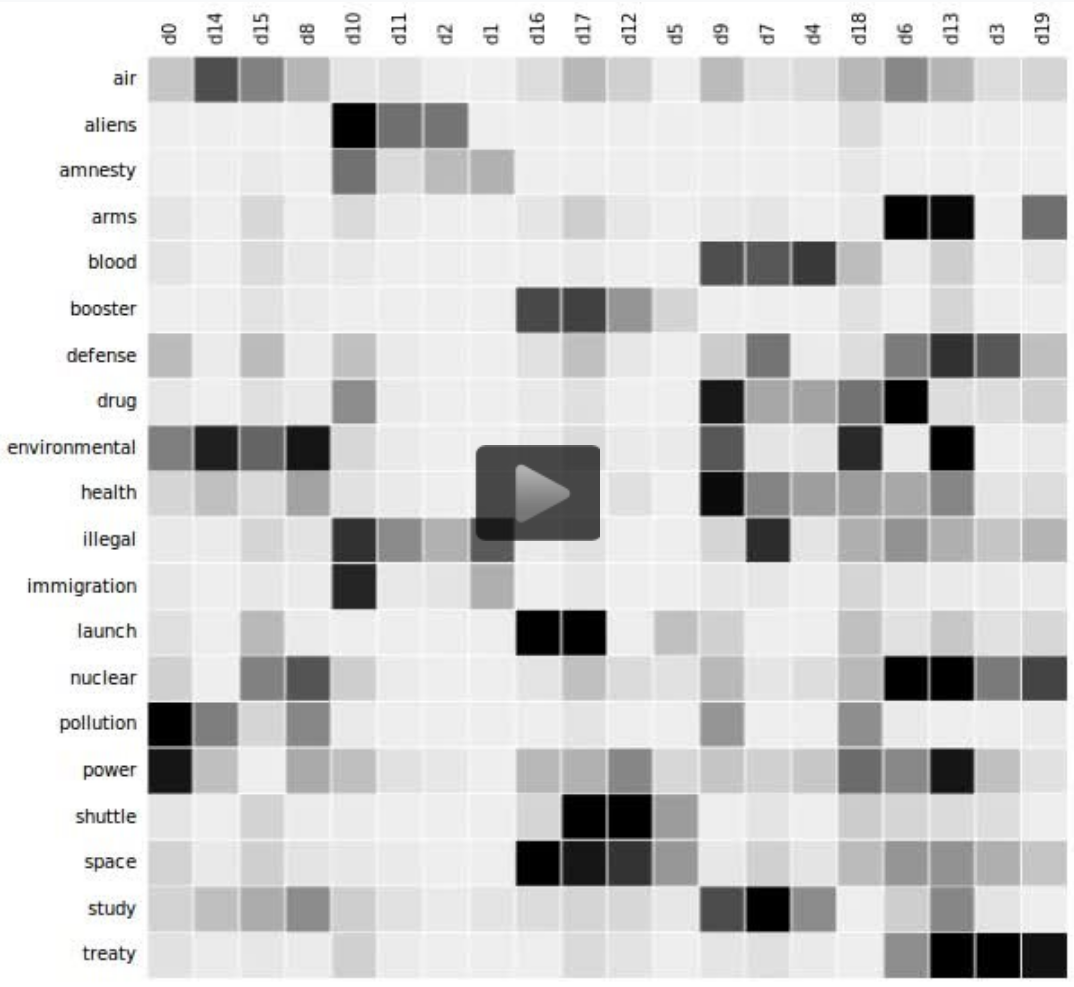 d0 d14 d15 d8 d10 d11 d2 d1 d16 d17 d12 d5 d9 d7 d4 d18 d6 d13 d3 d19
air
aliens
amnesty
arms
blood
booster
defense
drug
environmental
health
illegal
immigration
launch
nuclear
pollution
power
shuttle
space
study
treaty